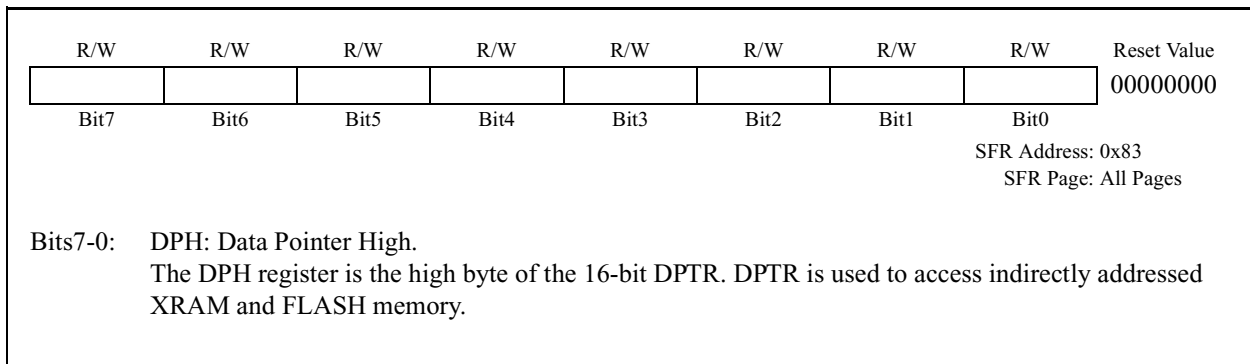 R/W R/W R/W R/W R/W R/W R/W R/W Reset Value
00000000
Bit7 Bit6 Bit5 Bit4 Bit3 Bit2 Bit1 Bit0
SFR Address: 0x83
SFR Page: All Pages
Bits7-0: DPH: Data Pointer High.
The DPH register is the high byte of the 16-bit DPTR. DPTR is used to access indirectly addressed
XRAM and FLASH memory.